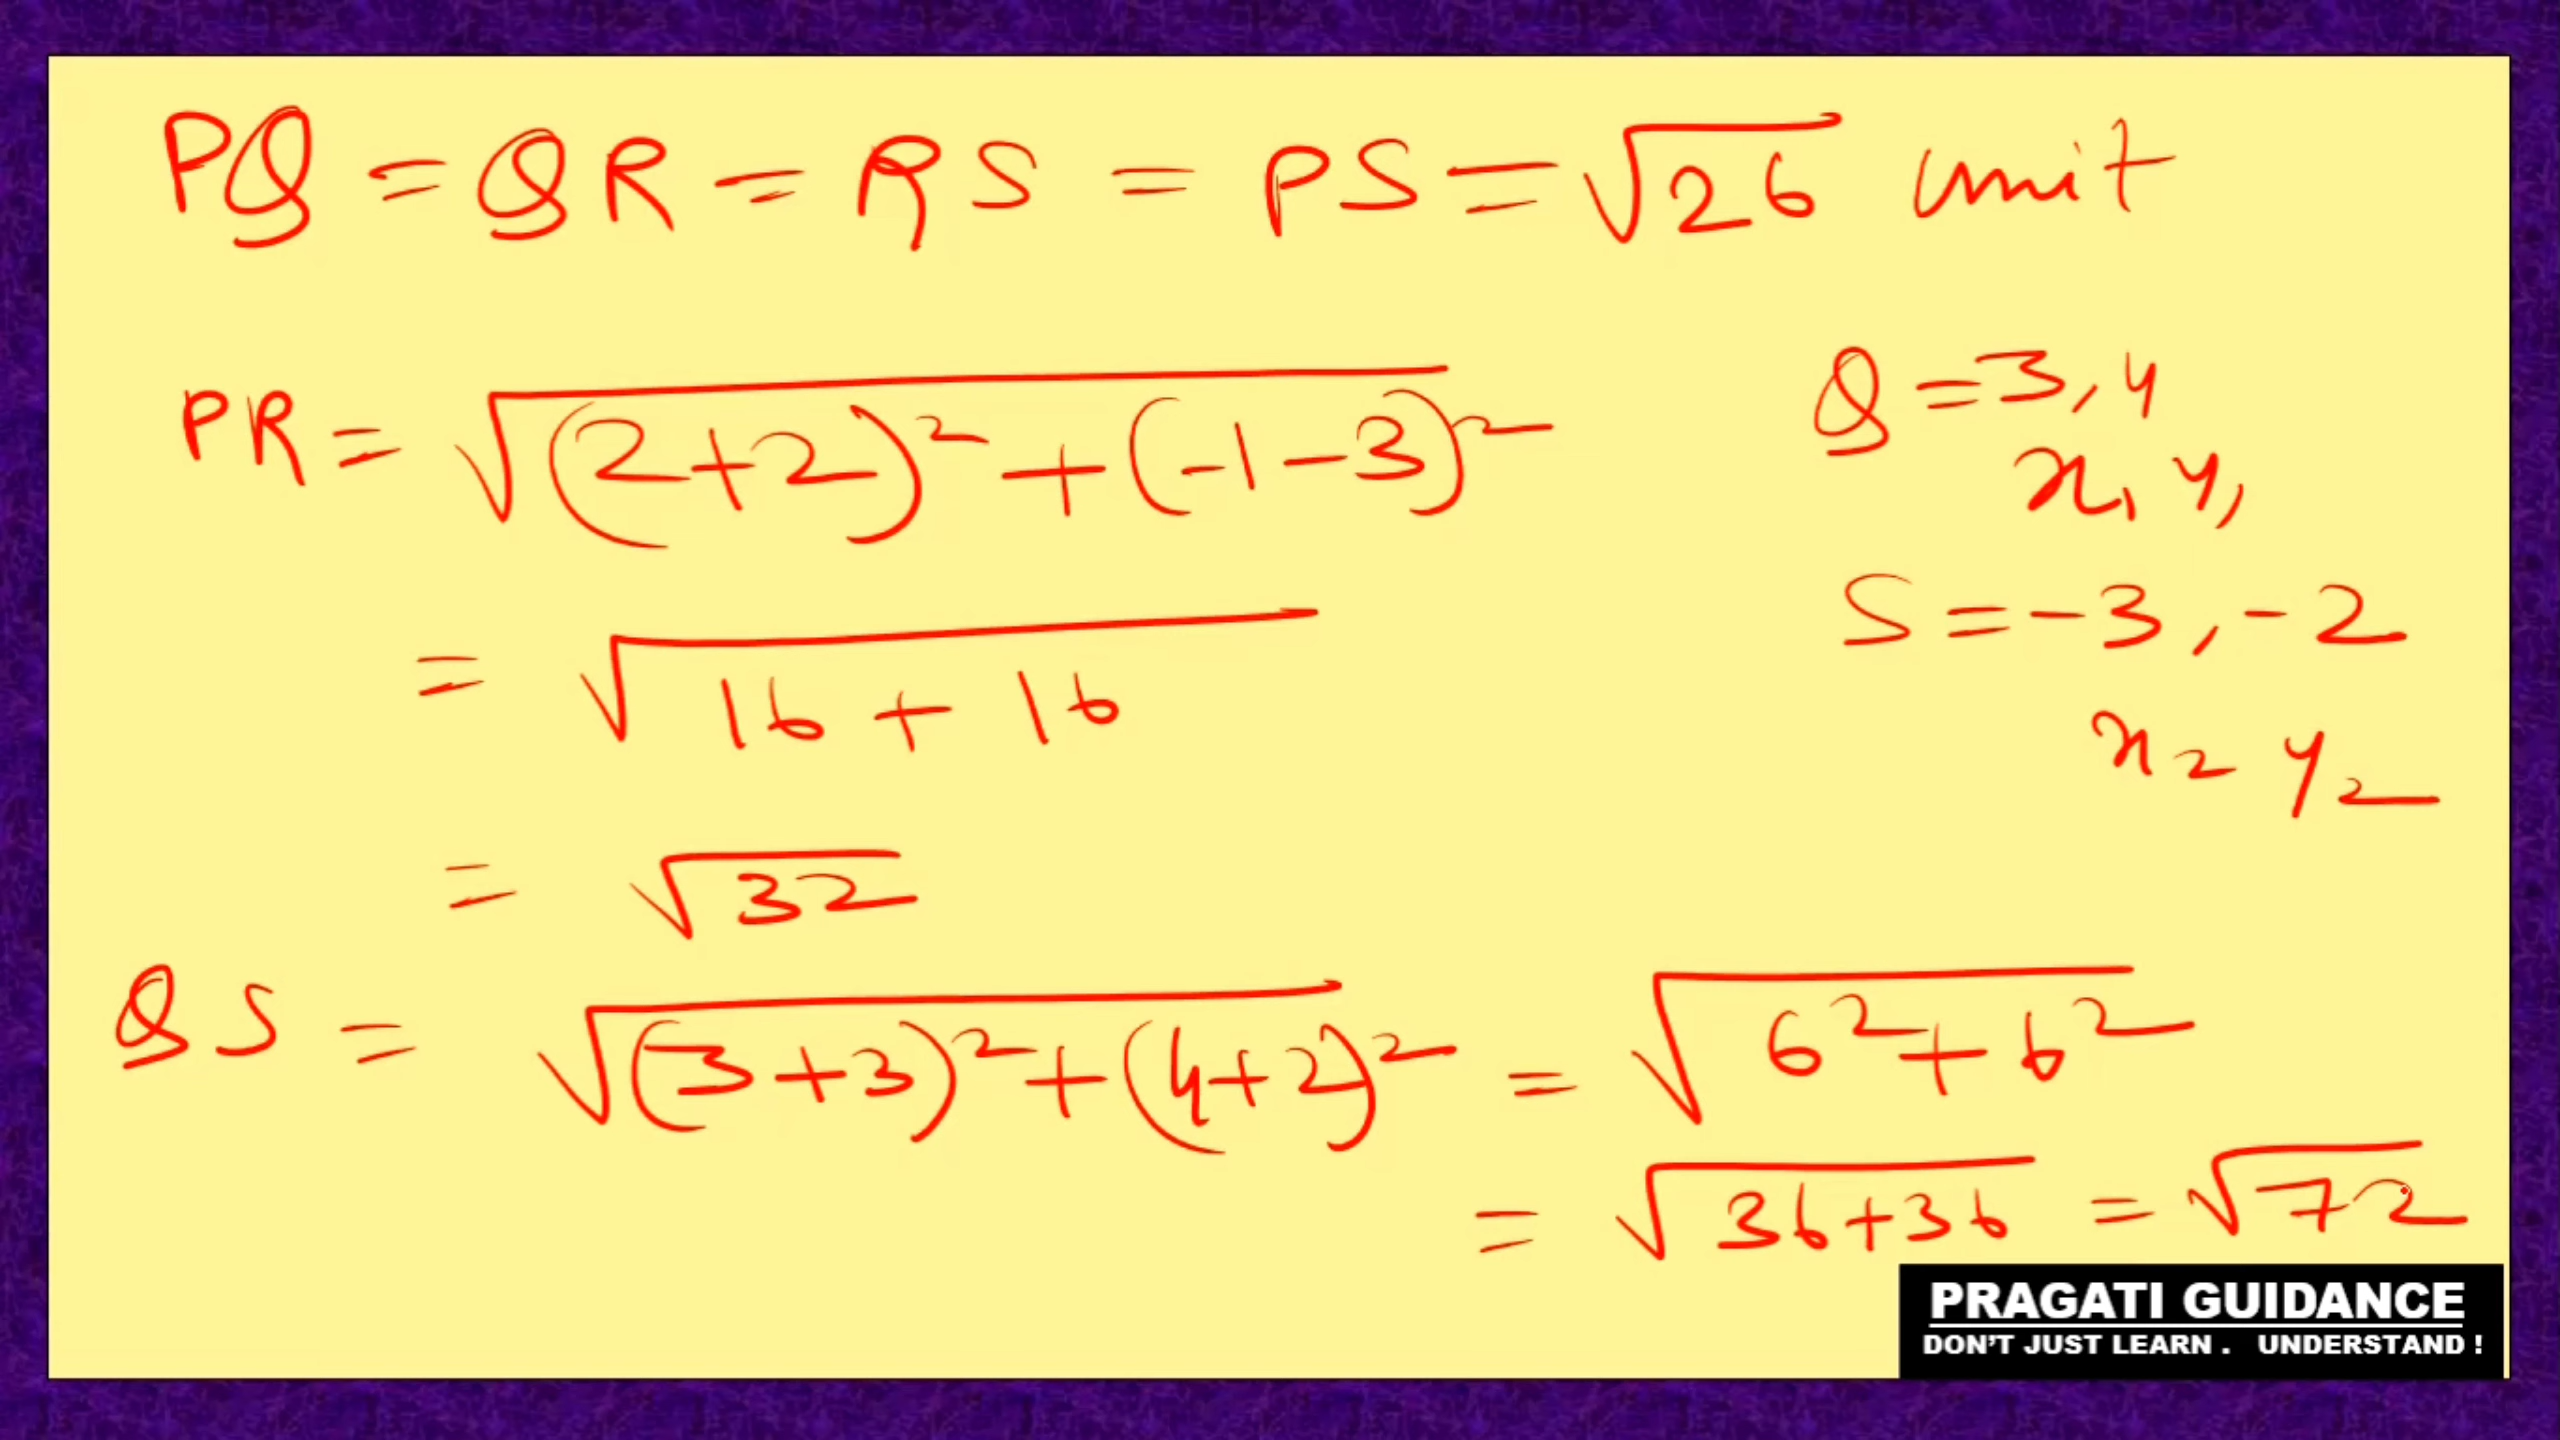 PQ = QR = RS = PS = √26 unit
PR = √(2+2)² + (-1-3)²
Q = 3, 4
x₁ y₁
= √16 + 16
S = -3, -2
x₂ y₂
= √32
QS = √(3+3)² + (4+2)² = √6² + 6²
= √36+36 = √72
PRAGATI GUIDANCE
DON'T JUST LEARN . UNDERSTAND !